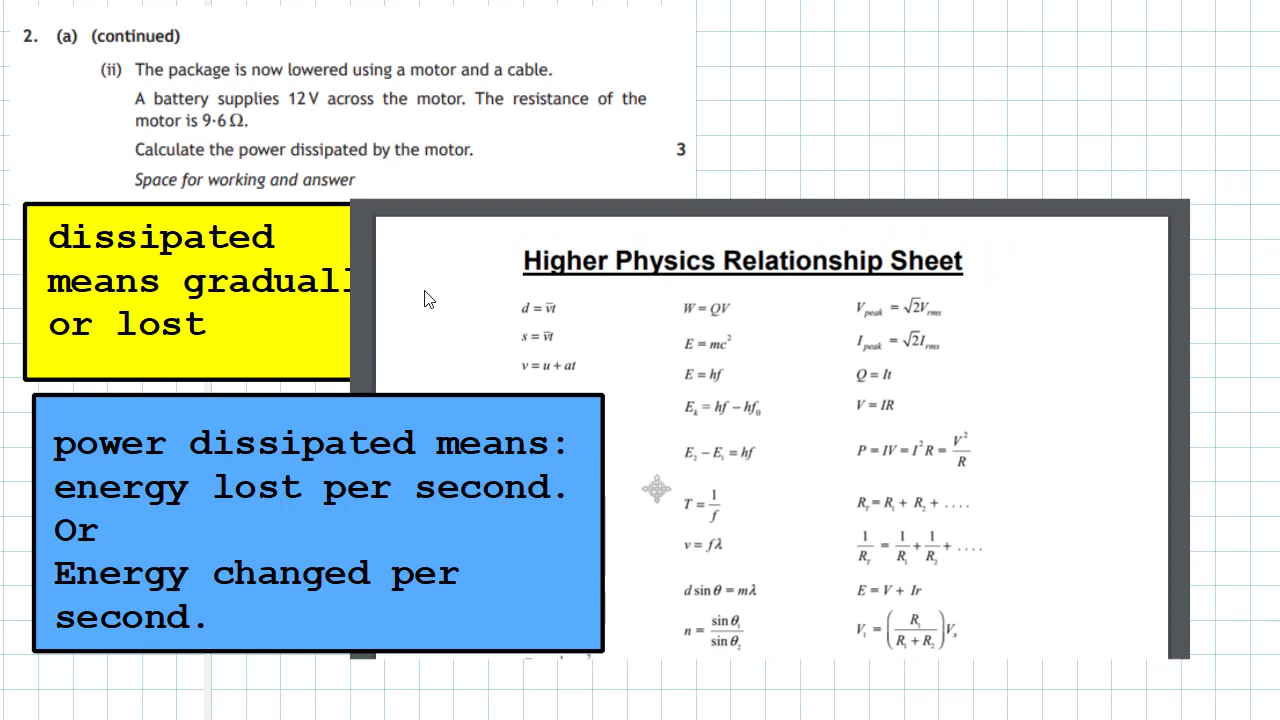 2. (a) (continued)
(ii) The package is now lowered using a motor and a cable.
A battery supplies 12 V across the motor. The resistance of the
motor is 9·6 Ω.
Calculate the power dissipated by the motor. 3
Space for working and answer
dissipated
means graduall
or lost
power dissipated means:
energy lost per second.
Or
Energy changed per
second.
Higher Physics Relationship Sheet
d = v̄t
s = v̄t
v = u + at
W = QV
E = mc²
E = hf
Eₖ = hf − hf₀
E₂ − E₁ = hf
T = 1/f
v = fλ
d sin θ = mλ
n = sin θ₁ / sin θ₂
V_peak = √2V_rms
I_peak = √2I_rms
Q = It
V = IR
P = IV = I²R = V²/R
R_T = R₁ + R₂ + . . . .
1/R_T = 1/R₁ + 1/R₂ + . . . .
E = V + Ir
V₁ = (R₁ / (R₁ + R₂)) V_s